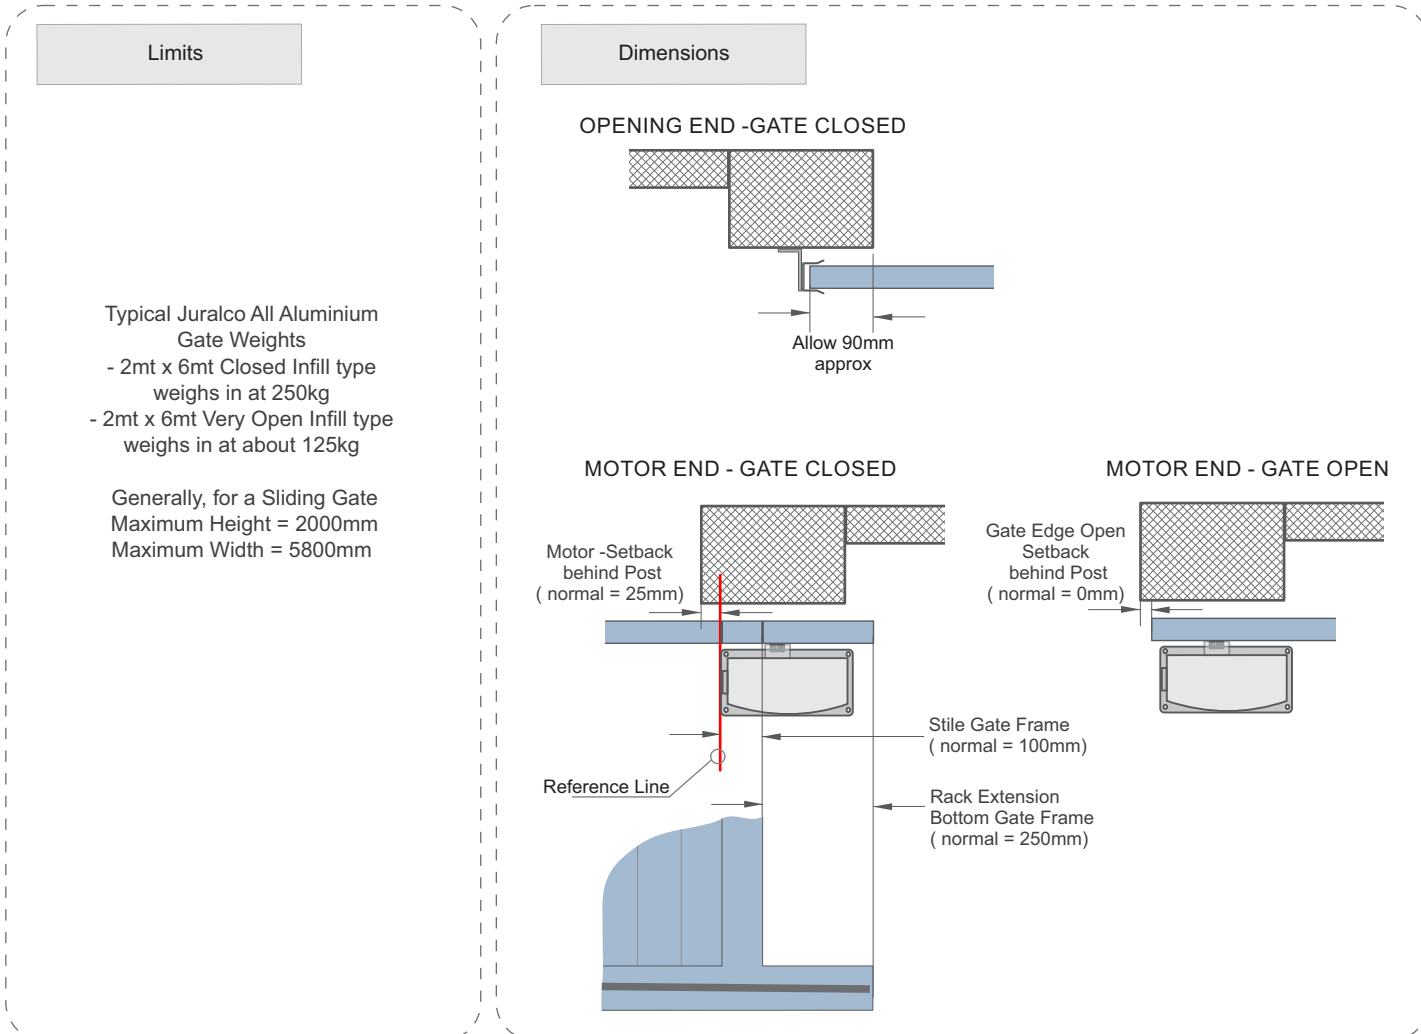 Limits
Typical Juralco All Aluminium
Gate Weights
- 2mt x 6mt Closed Infill type
weighs in at 250kg
- 2mt x 6mt Very Open Infill type
weighs in at about 125kg
Generally, for a Sliding Gate
Maximum Height = 2000mm
Maximum Width = 5800mm
Dimensions
OPENING END -GATE CLOSED
Allow 90mm
approx
MOTOR END - GATE CLOSED
Motor -Setback
behind Post
( normal = 25mm)
Reference Line
Stile Gate Frame
( normal = 100mm)
Rack Extension
Bottom Gate Frame
( normal = 250mm)
MOTOR END - GATE OPEN
Gate Edge Open
Setback
behind Post
( normal = 0mm)